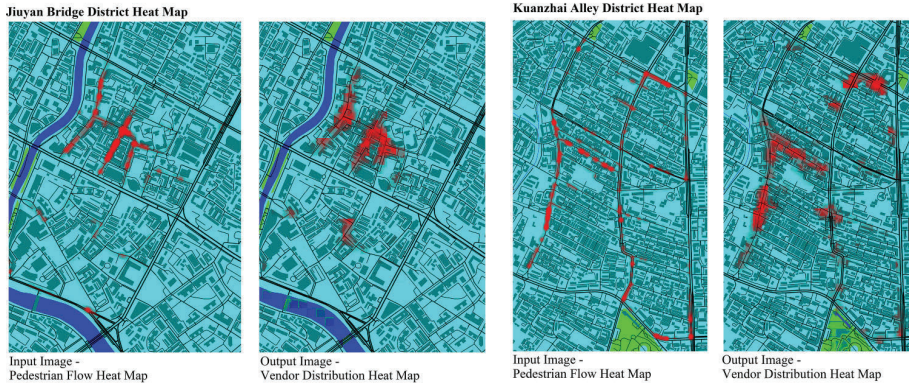 Jiuyan Bridge District Heat Map
Kuanzhai Alley District Heat Map
Input Image -
Pedestrian Flow Heat Map
Output Image -
Vendor Distribution Heat Map
Input Image -
Pedestrian Flow Heat Map
Output Image -
Vendor Distribution Heat Map